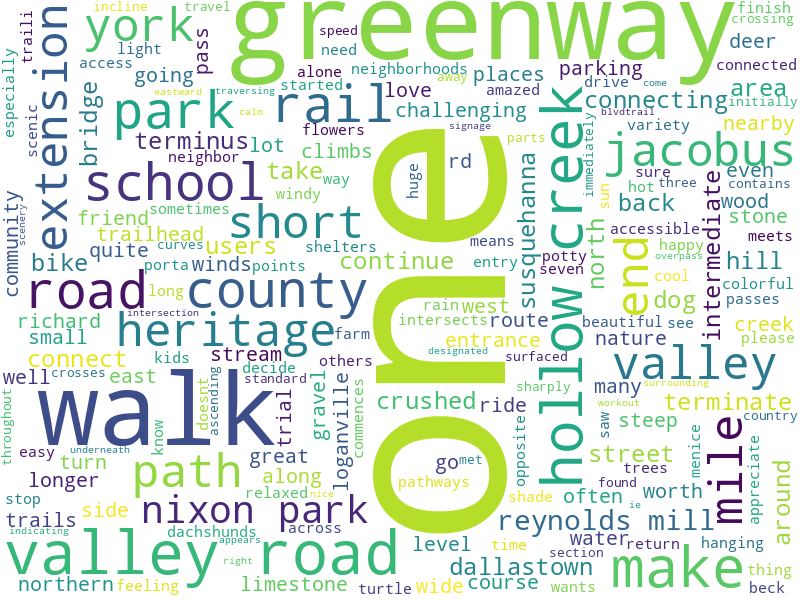 incline
travel
greenway
finish
crossing
york
pass
speed
deer
traili
light
need
neighborhoods
away
come
connected
access
going
alone
places
parking
especially
extension
bridge
started
love
amazed
drive
connecting
area
eastward
traversing
initially
park
rail
challenging
blvdtrail
nearby
scenic
calm
flowers
signage
parts
variety
terminus
lot
one
huge
rd
immediately
jacobus
neighbor
climbs
susquehanna
hollow creek
sure
three
even
school
take
way
hot
contains
friend
windy
sun
back
wood
sometimes
short
means
accessible
meets
stone
trailhead
users
curves
shelters
entry
potty
north
end
happy
intermediate
community
scenery
quite
continue
seven
overpass
hill
bike
winds
porta
points
cool
dog
colorful
road
long
county
rain
west
route
beautiful
see
passes
creek
intersection
richard
heritage
farm
intersects
entrance
nature
please
small
connect
kids
stream
others
designated
surfaced
valley
well
crosses
east
decide
standard
sharply
many
surrounding
throughout
walk
doesnt
ascending
trial
gravel
loganville
commences
crushed
ride
saw
workout
terminate
country
easy
underneath
know
great
go
met
opposite
steep
mile
longer
turn
path
along
pathways
street
trees
menice
appreciate
around
stop
relaxed
nice
shade
often
found
worth
side
nixon park
reynolds mill
trails
dachshunds
across
time
water
return
hanging
indicating
valley road
appears
level
section
ie
right
dallastown
make
thing
northern
feeling
limestone
turtle
wide
course
wants
beck